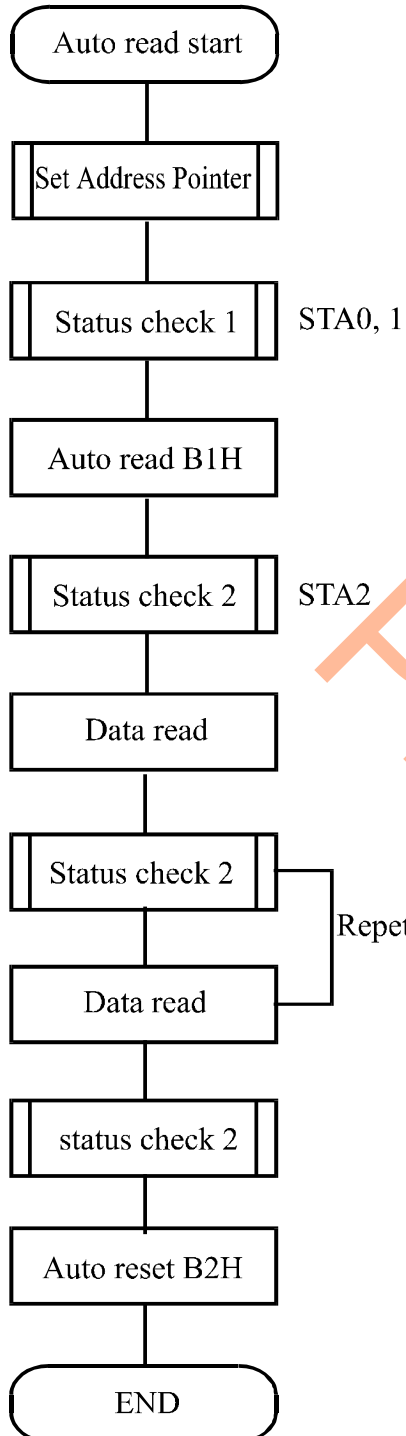 Auto read start
Set Address Pointer
Status check 1
STA0, 1
Auto read B1H
Status check 2
STA2
Data read
Status check 2
Repet
Data read
status check 2
Auto reset B2H
END